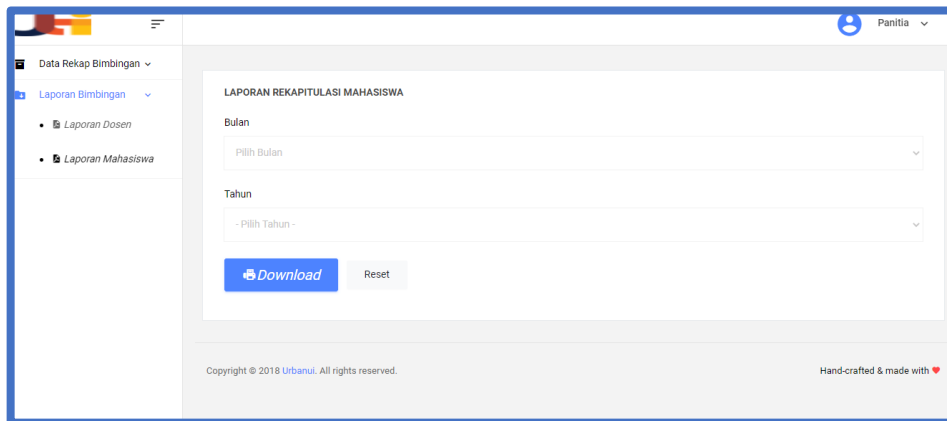 Panitia
Data Rekap Bimbingan
Laporan Bimbingan
Laporan Dosen
Laporan Mahasiswa
LAPORAN REKAPITULASI MAHASISWA
Bulan
Pilih Bulan
Tahun
- Pilih Tahun -
Download
Reset
Copyright © 2018 Urbanui. All rights reserved.
Hand-crafted & made with